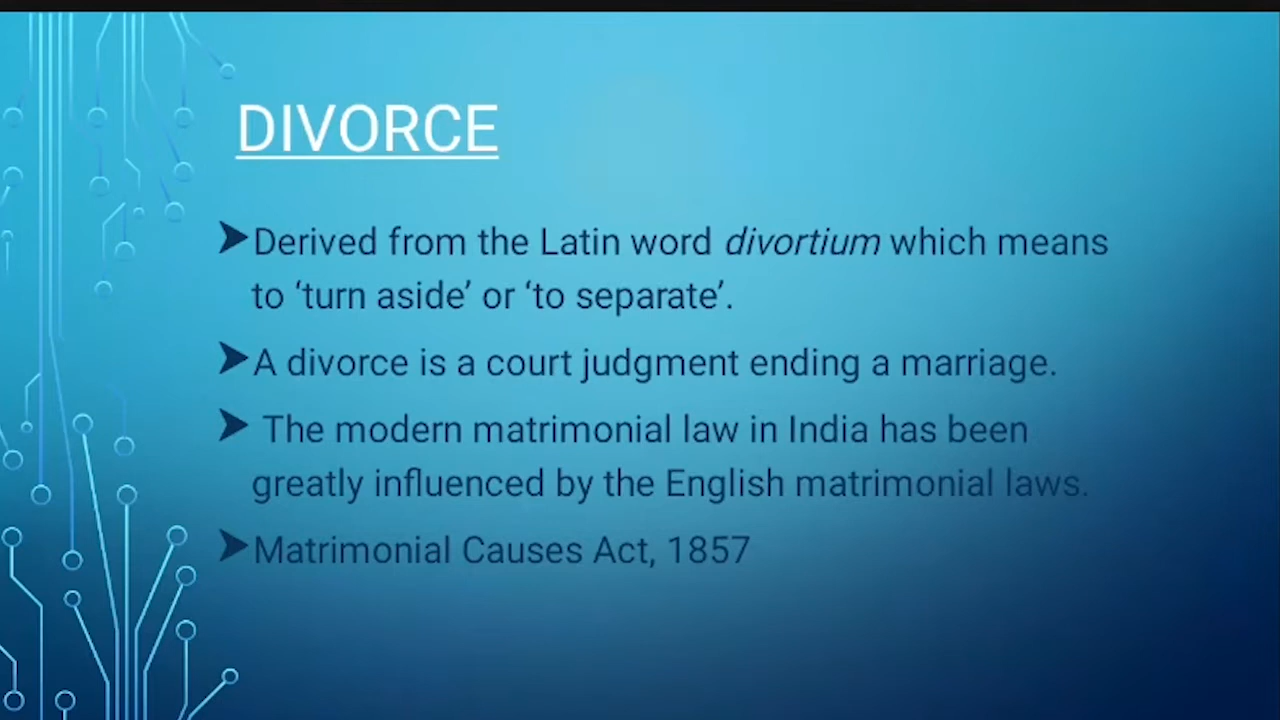 DIVORCE
➤Derived from the Latin word divortium which means
to ‘turn aside’ or ‘to separate’.
➤A divorce is a court judgment ending a marriage.
➤ The modern matrimonial law in India has been
greatly influenced by the English matrimonial laws.
➤Matrimonial Causes Act, 1857